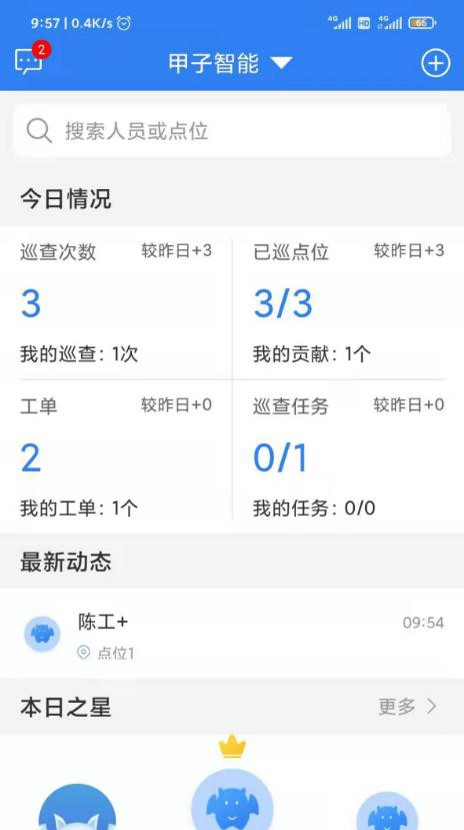 9:57 | 0.4K/s 4G HD 4G 65
2
甲子智能
搜索人员或点位
今日情况
巡查次数 较昨日+3 已巡点位 较昨日+3
3 3/3
我的巡查: 1次 我的贡献: 1个
工单 较昨日+0 巡查任务 较昨日+0
2 0/1
我的工单: 1个 我的任务: 0/0
最新动态
陈工+ 09:54
点位1
本日之星 更多